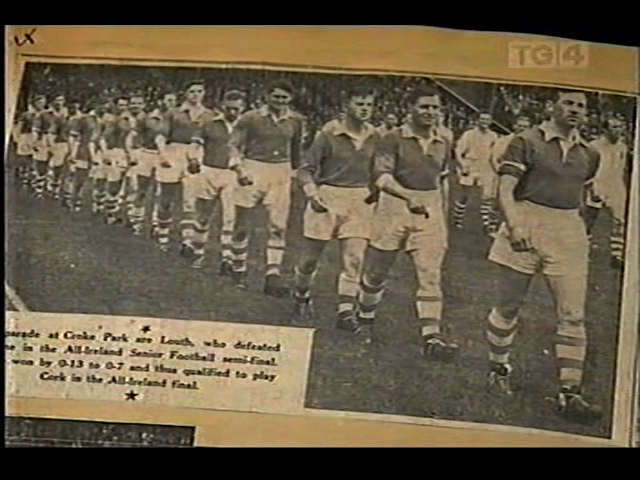 TG4
parade at Croke Park are Louth, who defeated
in the All-Ireland Senior Football semi-final.
won by 0-13 to 0-7 and thus qualified to play
Cork in the All-Ireland final.